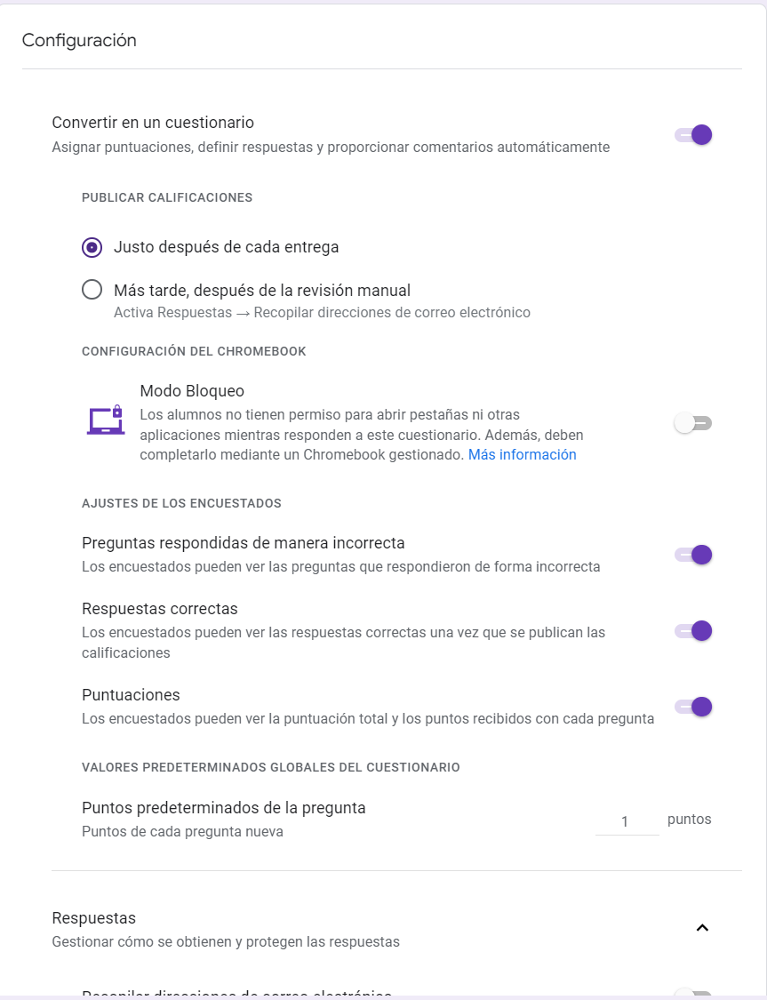 Configuración
Convertir en un cuestionario
Asignar puntuaciones, definir respuestas y proporcionar comentarios automáticamente
PUBLICAR CALIFICACIONES
Justo después de cada entrega
Más tarde, después de la revisión manual
Activa Respuestas → Recopilar direcciones de correo electrónico
CONFIGURACIÓN DEL CHROMEBOOK
Modo Bloqueo
Los alumnos no tienen permiso para abrir pestañas ni otras
aplicaciones mientras responden a este cuestionario. Además, deben
completarlo mediante un Chromebook gestionado. Más información
AJUSTES DE LOS ENCUESTADOS
Preguntas respondidas de manera incorrecta
Los encuestados pueden ver las preguntas que respondieron de forma incorrecta
Respuestas correctas
Los encuestados pueden ver las respuestas correctas una vez que se publican las
calificaciones
Puntuaciones
Los encuestados pueden ver la puntuación total y los puntos recibidos con cada pregunta
VALORES PREDETERMINADOS GLOBALES DEL CUESTIONARIO
Puntos predeterminados de la pregunta
Puntos de cada pregunta nueva
1 puntos
Respuestas
Gestionar cómo se obtienen y protegen las respuestas
Recopilar direcciones de correo electrónico